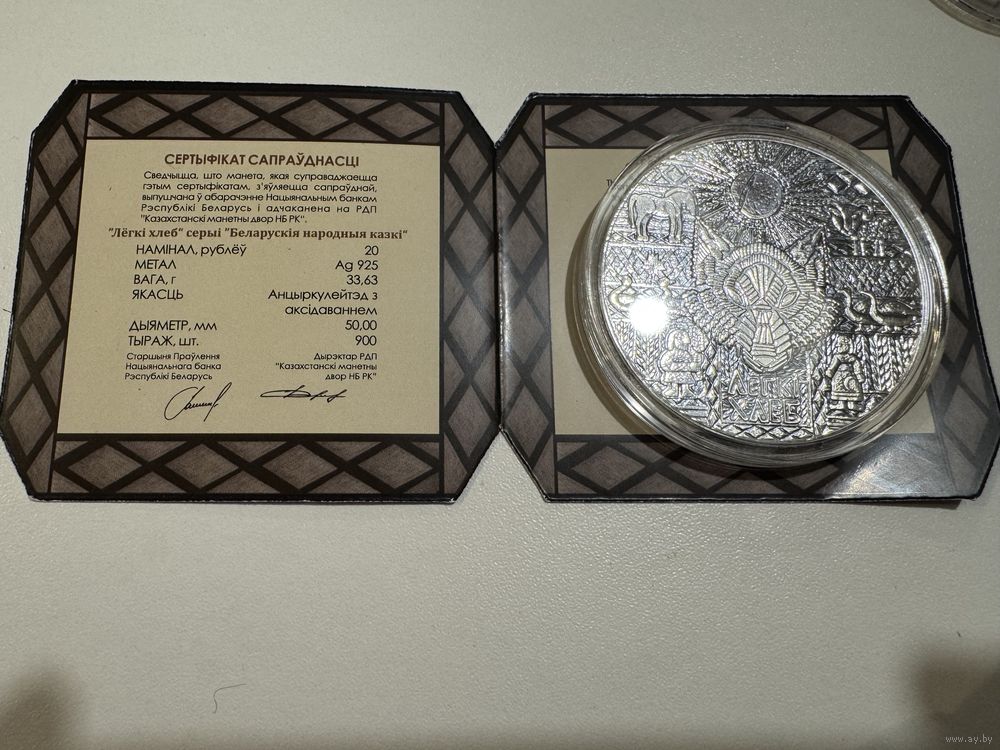 СЕРТЫФІКАТ САПРАЎДНАСЦІ
Сведчыцца, што манета, якая суправаджаецца
гэтым сертыфікатам, з'яўляецца сапраўднай,
выпушчана ў абарачэнне Нацыянальным банкам
Рэспублікі Беларусь і адчаканена на РДП
"Казахстанскі манетны двор НБ РК".
"Лёгкі хлеб" серыі "Беларускія народныя казкі"
НАМІНАЛ, рублёў 20
МЕТАЛ Ag 925
ВАГА, г 33,63
ЯКАСЦЬ Анцыркулейтэд з
аксідаваннем
ДЫЯМЕТР, мм 50,00
ТЫРАЖ, шт. 900
Старшыня Праўлення
Нацыянальнага банка
Рэспублікі Беларусь
Дырэктар РДП
"Казахстанскі манетны
двор НБ РК"
ЛЁГКІ
ХЛЕБ
www.ay.by